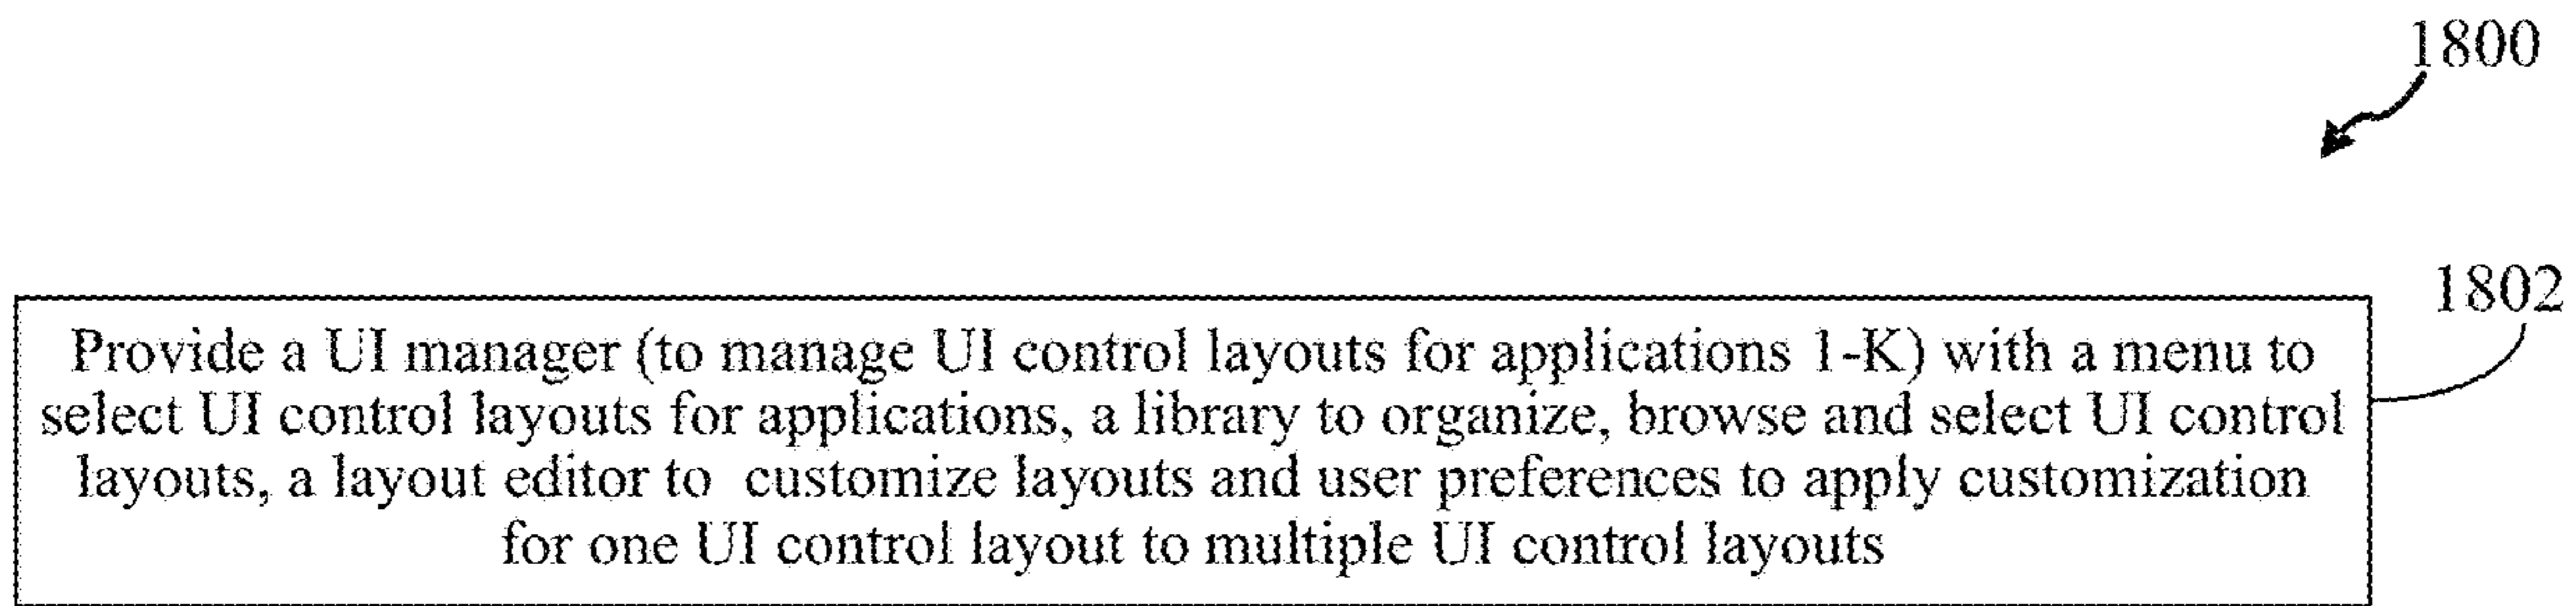 1800
1802
Provide a UI manager (to manage UI control layouts for applications 1-K) with a menu to
select UI control layouts for applications, a library to organize, browse and select UI control
layouts, a layout editor to customize layouts and user preferences to apply customization
for one UI control layout to multiple UI control layouts